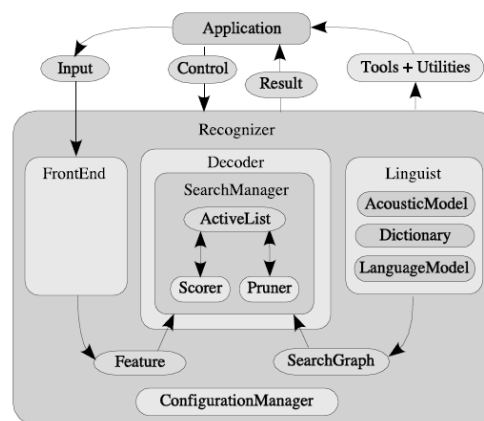 Application
Input
Control
Result
Tools + Utilities
Recognizer
FrontEnd
Decoder
SearchManager
ActiveList
Scorer
Pruner
Linguist
AcousticModel
Dictionary
LanguageModel
Feature
SearchGraph
ConfigurationManager